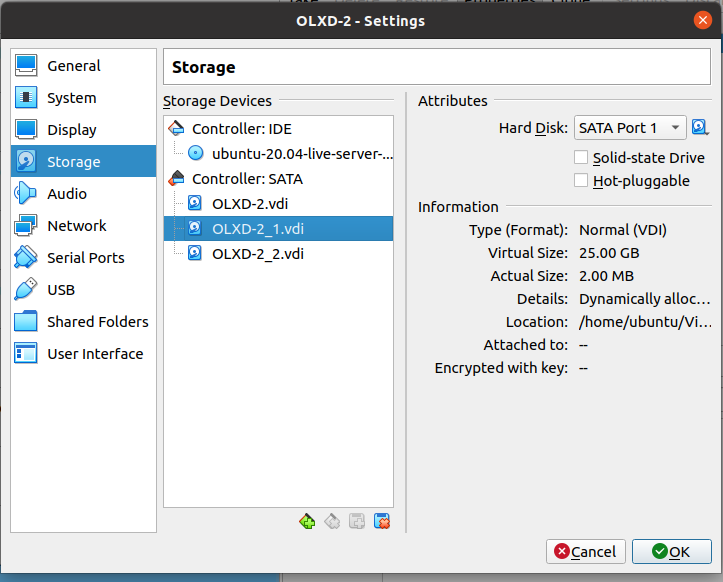 OLXD-2 - Settings
General
System
Display
Storage
Audio
Network
Serial Ports
USB
Shared Folders
User Interface
Storage
Storage Devices
Controller: IDE
ubuntu-20.04-live-server-...
Controller: SATA
OLXD-2.vdi
OLXD-2_1.vdi
OLXD-2_2.vdi
Attributes
Hard Disk: SATA Port 1
Solid-state Drive
Hot-pluggable
Information
Type (Format): Normal (VDI)
Virtual Size: 25.00 GB
Actual Size: 2.00 MB
Details: Dynamically alloc...
Location: /home/ubuntu/Vi...
Attached to: --
Encrypted with key: --
Cancel
OK